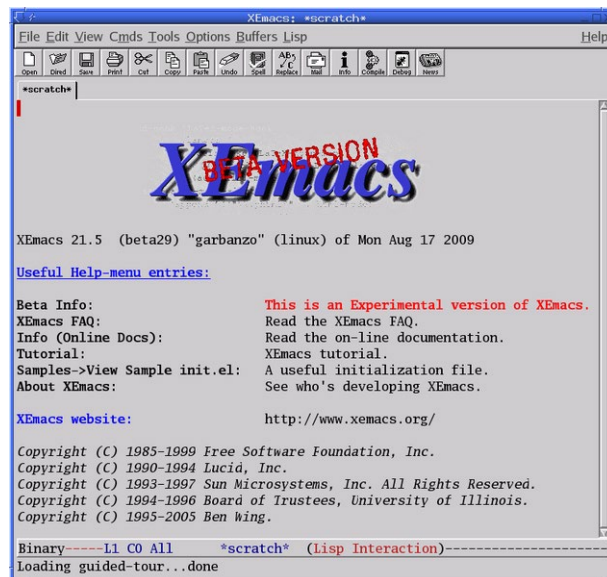 XEmacs: *scratch*
File Edit View Cmds Tools Options Buffers Lisp Help
Open Dired Save Print Cut Copy Paste Undo Spell Replace Mail Info Compile Debug News
*scratch*
XEmacs
BETA VERSION
XEmacs 21.5 (beta29) "garbanzo" (linux) of Mon Aug 17 2009
Useful Help-menu entries:
Beta Info: This is an Experimental version of XEmacs.
XEmacs FAQ: Read the XEmacs FAQ.
Info (Online Docs): Read the on-line documentation.
Tutorial: XEmacs tutorial.
Samples->View Sample init.el: A useful initialization file.
About XEmacs: See who's developing XEmacs.
XEmacs website: http://www.xemacs.org/
Copyright (C) 1985-1999 Free Software Foundation, Inc.
Copyright (C) 1990-1994 Lucid, Inc.
Copyright (C) 1993-1997 Sun Microsystems, Inc. All Rights Reserved.
Copyright (C) 1994-1996 Board of Trustees, University of Illinois.
Copyright (C) 1995-2005 Ben Wing.
Binary-----L1 C0 All *scratch* (Lisp Interaction)---------------------
Loading guided-tour...done